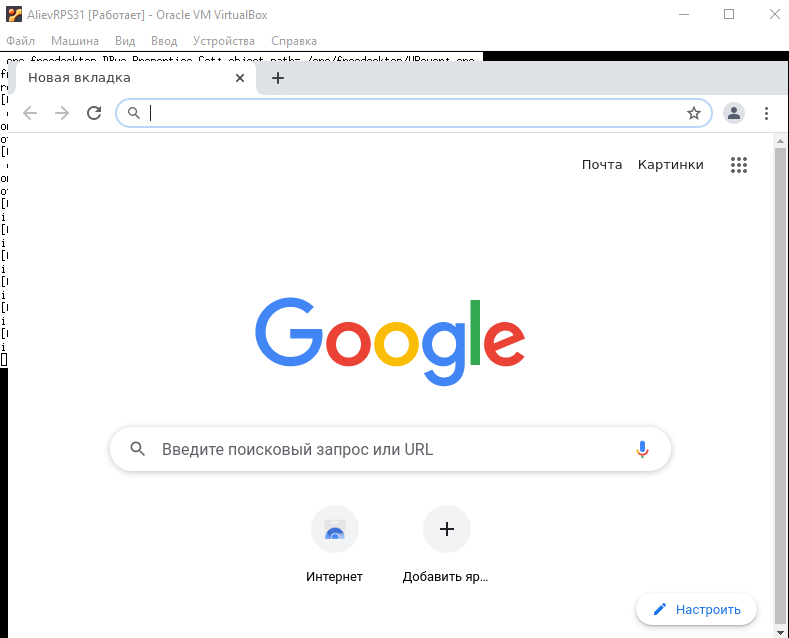 AlievRPS31 [Работает] - Oracle VM VirtualBox
Файл Машина Вид Ввод Устройства Справка
Новая вкладка
Почта Картинки
Google
Введите поисковый запрос или URL
Интернет Добавить яр...
Настроить